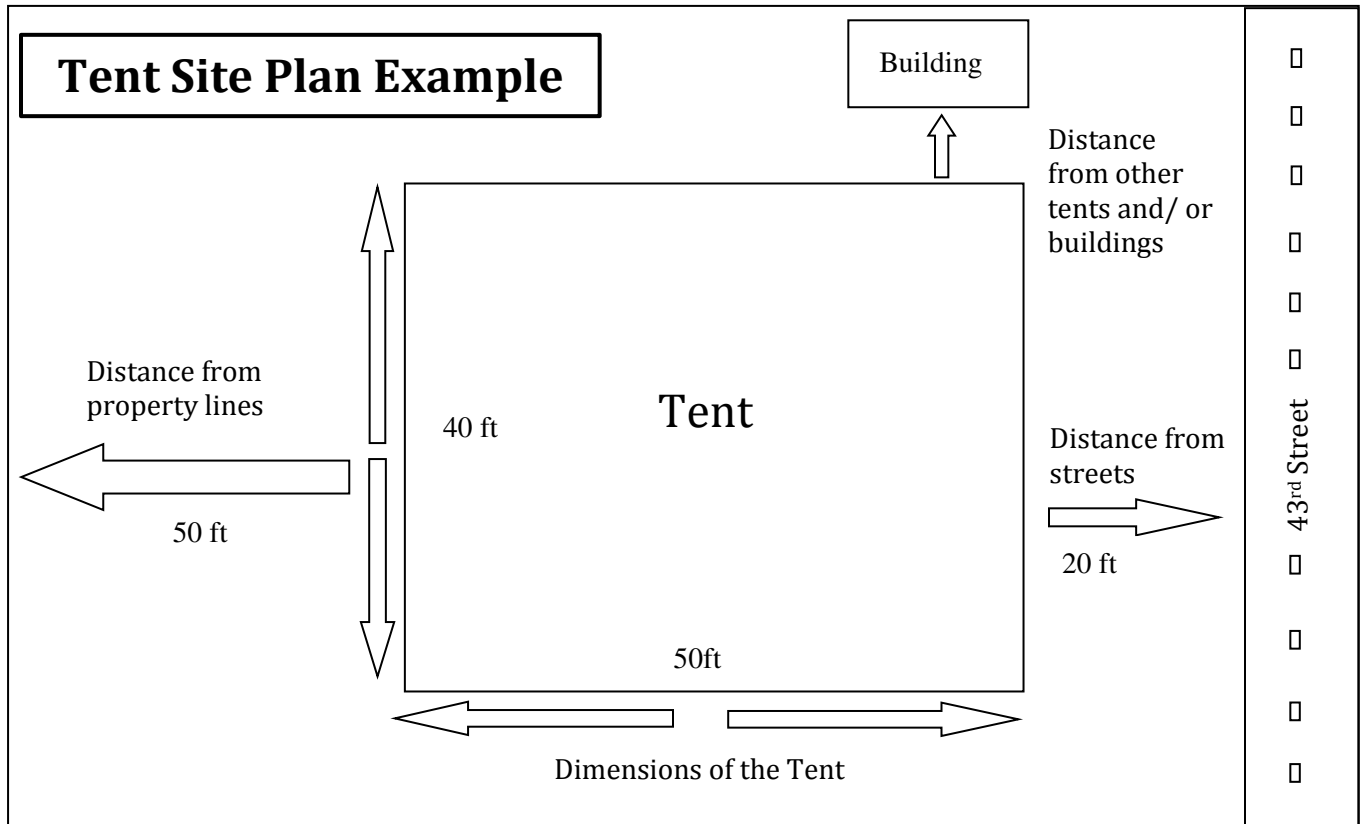 Tent Site Plan Example
Building
Distance
from other
tents and/ or
buildings
Distance from
property lines
50 ft
40 ft
Tent
Distance from
streets
20 ft
43rd Street
50ft
Dimensions of the Tent